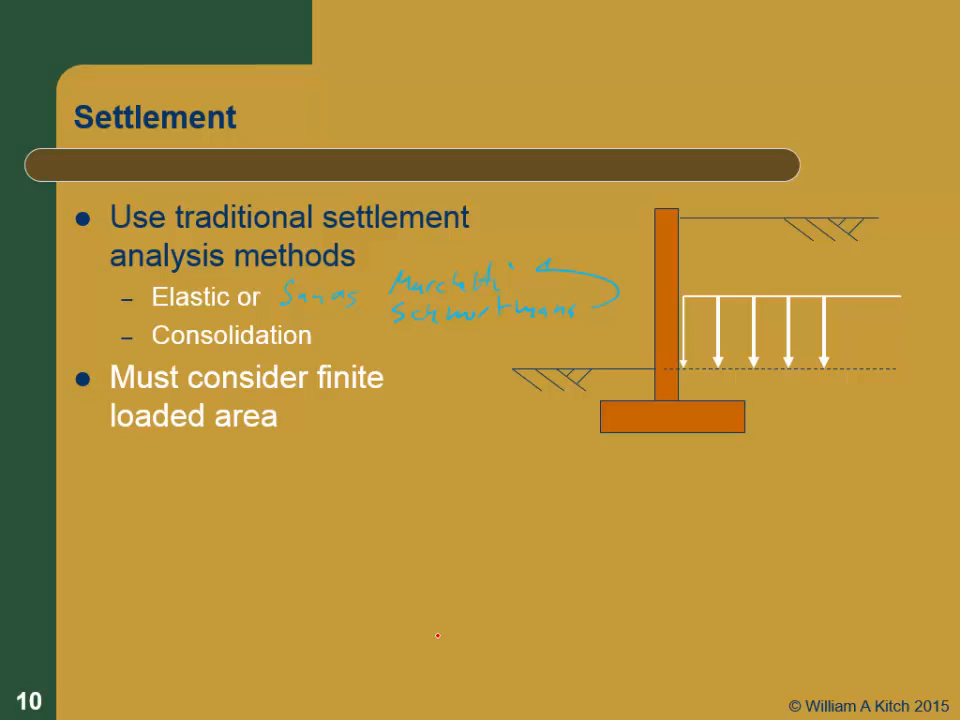 Settlement
Use traditional settlement
analysis methods
– Elastic or
– Consolidation
Must consider finite
loaded area
10
© William A Kitch 2015